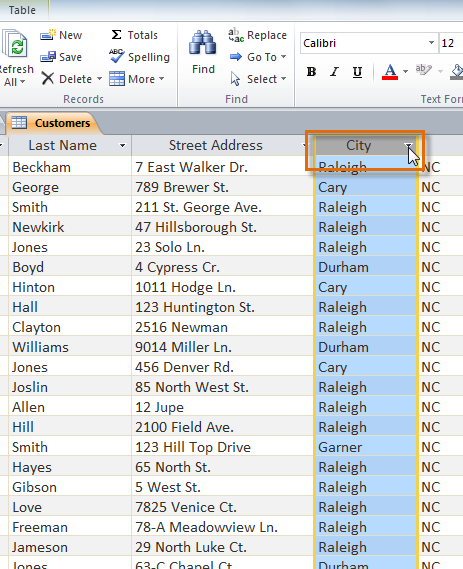 Table
New
Totals
Replace
Calibri
12
Save
ABC
Spelling
Go To
Refresh
All
Delete
More
Find
Select
B I U A
Records
Find
Text Form
Customers
Last Name Street Address City
Beckham 7 East Walker Dr. Raleigh NC
George 789 Brewer St. Cary NC
Smith 211 St. George Ave. Raleigh NC
Newkirk 47 Hillsborough St. Raleigh NC
Jones 23 Solo Ln. Raleigh NC
Boyd 4 Cypress Cr. Durham NC
Hinton 1011 Hodge Ln. Cary NC
Hall 123 Huntington St. Raleigh NC
Clayton 2516 Newman Raleigh NC
Williams 9014 Miller Ln. Durham NC
Jones 456 Denver Rd. Cary NC
Joslin 85 North West St. Raleigh NC
Allen 12 Jupe Raleigh NC
Hill 2100 Field Ave. Raleigh NC
Smith 123 Hill Top Drive Garner NC
Hayes 65 North St. Raleigh NC
Gibson 5 West St. Raleigh NC
Love 7825 Venice Ct. Raleigh NC
Freeman 78-A Meadowview Ln. Raleigh NC
Jameson 29 North Luke Ct. Raleigh NC
Jones 63-C Chapel Ct. Durham NC